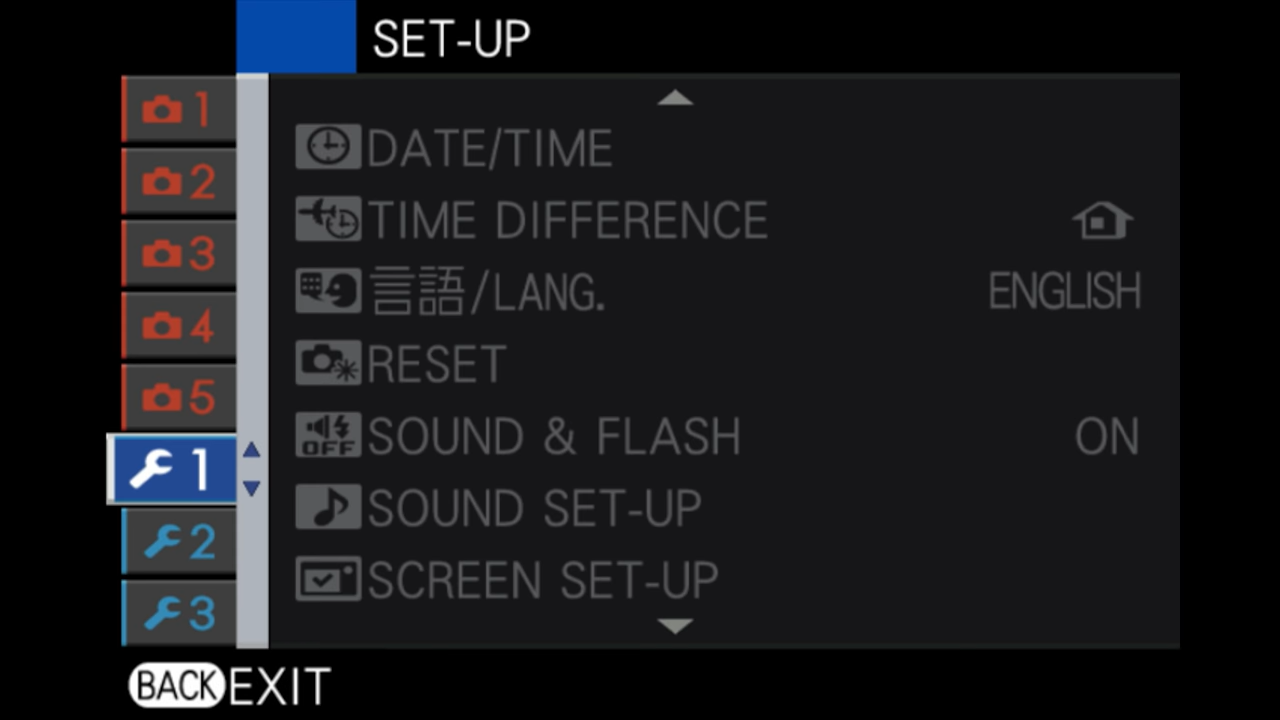 SET-UP
1
DATE/TIME
2
TIME DIFFERENCE
3
言語/LANG. ENGLISH
4
RESET
5
OFF
SOUND & FLASH ON
1
SOUND SET-UP
2
SCREEN SET-UP
3
BACK EXIT